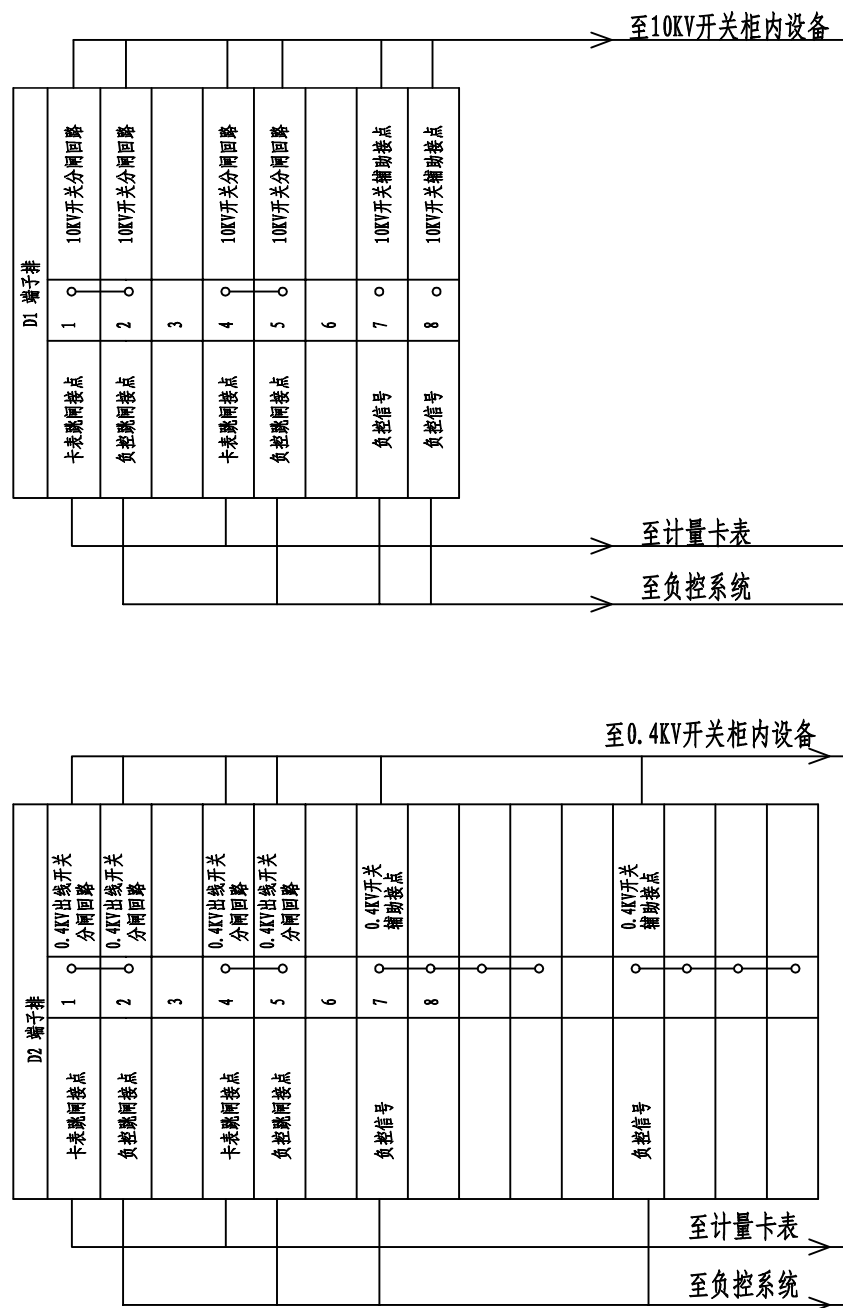 至10KV开关柜内设备
D1 端子排
10KV开关分闸回路
10KV开关分闸回路
10KV开关分闸回路
10KV开关分闸回路
10KV开关辅助接点
10KV开关辅助接点
1
2
3
4
5
6
7
8
卡表跳闸接点
负控跳闸接点
卡表跳闸接点
负控跳闸接点
负控信号
负控信号
至计量卡表
至负控系统
至0.4KV开关柜内设备
D2 端子排
0.4KV出线开关
分闸回路
0.4KV出线开关
分闸回路
0.4KV出线开关
分闸回路
0.4KV出线开关
分闸回路
0.4KV开关
辅助接点
0.4KV开关
辅助接点
1
2
3
4
5
6
7
8
卡表跳闸接点
负控跳闸接点
卡表跳闸接点
负控跳闸接点
负控信号
负控信号
至计量卡表
至负控系统